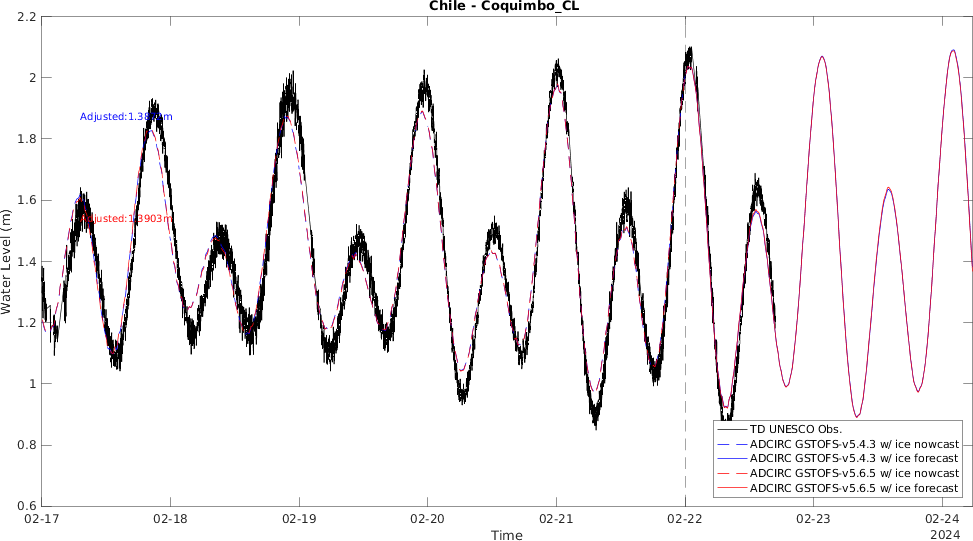 Chile - Coquimbo_CL
2.2
2
1.8
1.6
1.4
1.2
1
0.8
0.6
Water Level (m)
Adjusted:
Adjusted:1.3903m
TD UNESCO Obs.
ADCIRC GSTOFS-v5.4.3 w/ ice nowcast
ADCIRC GSTOFS-v5.4.3 w/ ice forecast
ADCIRC GSTOFS-v5.6.5 w/ ice nowcast
ADCIRC GSTOFS-v5.6.5 w/ ice forecast
02-17 02-18 02-19 02-20 02-21 02-22 02-23 02-24
Time
2024